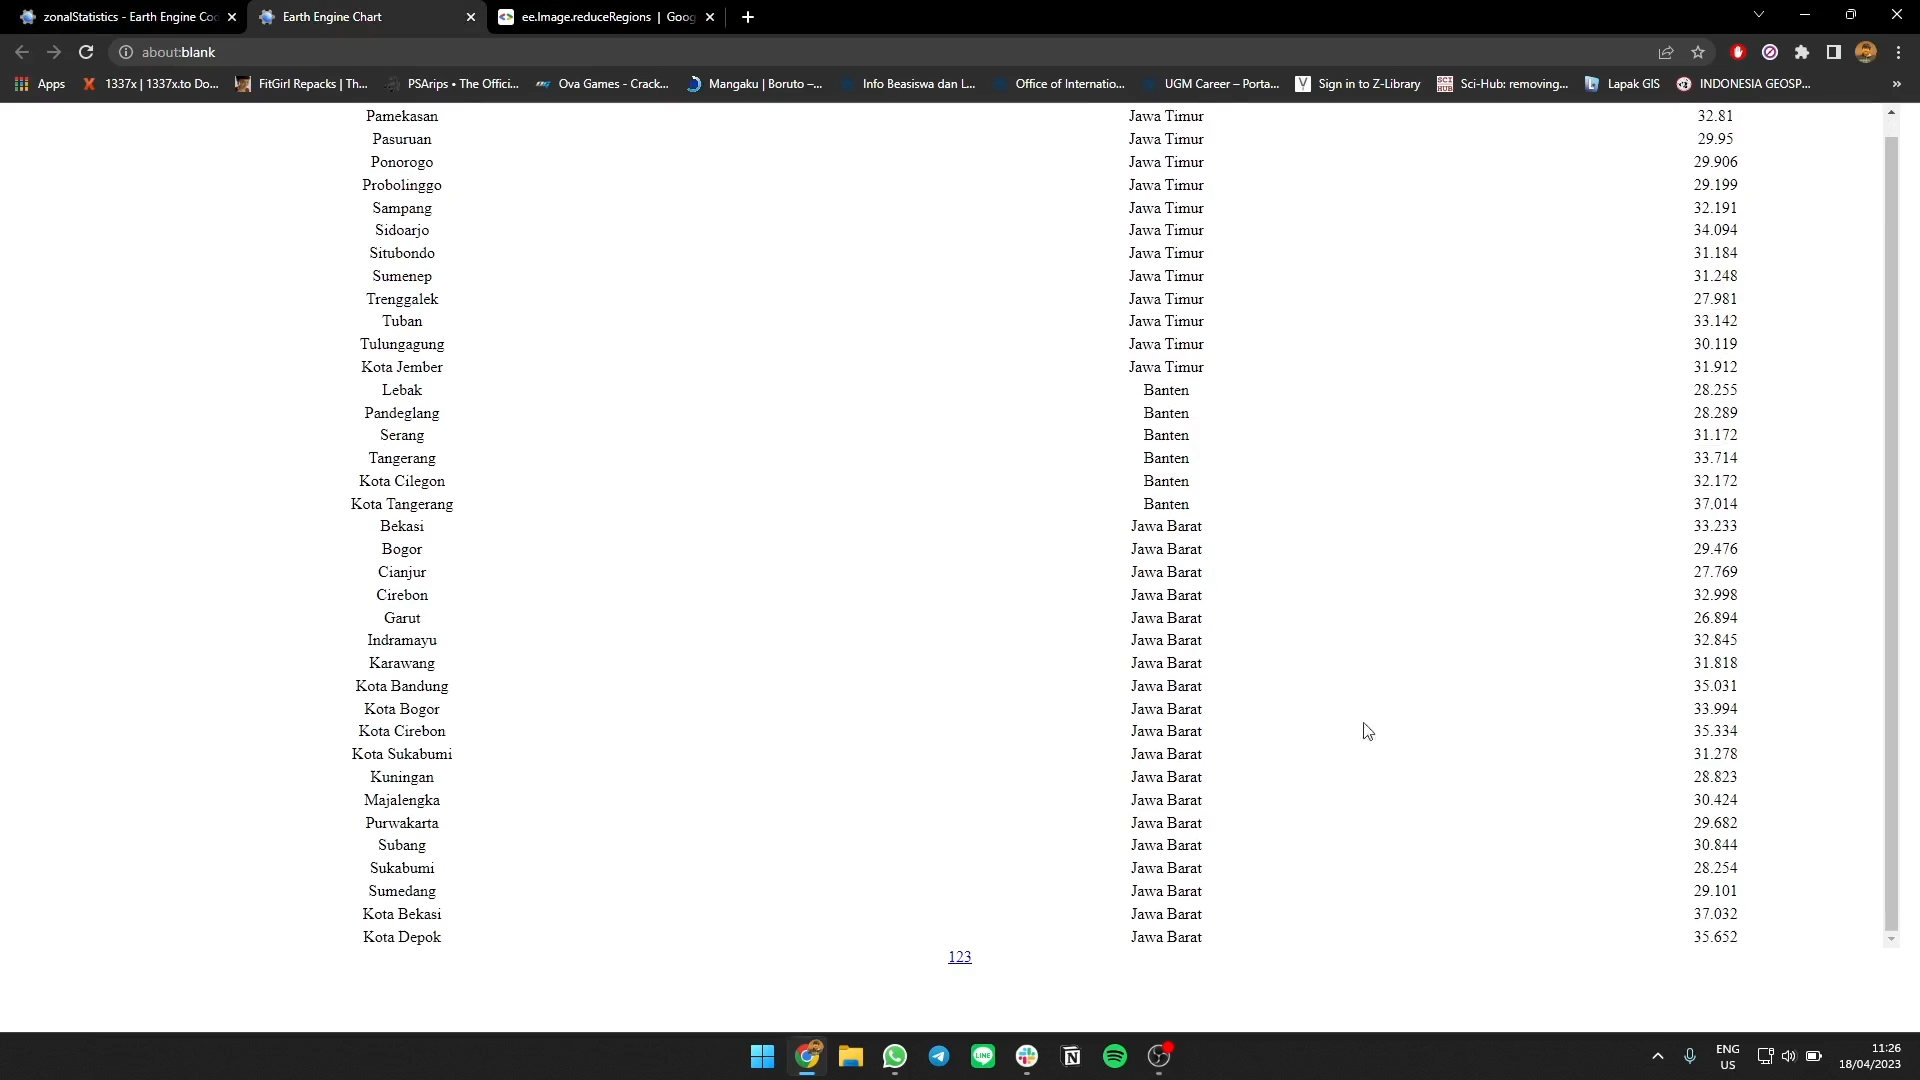 zonalStatistics - Earth Engine Co
Earth Engine Chart
ee.Image.reduceRegions | Goog
about:blank
Apps
1337x | 1337x.to Do...
FitGirl Repacks | Th...
PSArips • The Offici...
Ova Games - Crack...
Mangaku | Boruto –...
Info Beasiswa dan L...
Office of Internatio...
UGM Career – Porta...
Sign in to Z-Library
Sci-Hub: removing...
Lapak GIS
INDONESIA GEOSP...
»
Pamekasan Jawa Timur 32.81
Pasuruan Jawa Timur 29.95
Ponorogo Jawa Timur 29.906
Probolinggo Jawa Timur 29.199
Sampang Jawa Timur 32.191
Sidoarjo Jawa Timur 34.094
Situbondo Jawa Timur 31.184
Sumenep Jawa Timur 31.248
Trenggalek Jawa Timur 27.981
Tuban Jawa Timur 33.142
Tulungagung Jawa Timur 30.119
Kota Jember Jawa Timur 31.912
Lebak Banten 28.255
Pandeglang Banten 28.289
Serang Banten 31.172
Tangerang Banten 33.714
Kota Cilegon Banten 32.172
Kota Tangerang Banten 37.014
Bekasi Jawa Barat 33.233
Bogor Jawa Barat 29.476
Cianjur Jawa Barat 27.769
Cirebon Jawa Barat 32.998
Garut Jawa Barat 26.894
Indramayu Jawa Barat 32.845
Karawang Jawa Barat 31.818
Kota Bandung Jawa Barat 35.031
Kota Bogor Jawa Barat 33.994
Kota Cirebon Jawa Barat 35.334
Kota Sukabumi Jawa Barat 31.278
Kuningan Jawa Barat 28.823
Majalengka Jawa Barat 30.424
Purwakarta Jawa Barat 29.682
Subang Jawa Barat 30.844
Sukabumi Jawa Barat 28.254
Sumedang Jawa Barat 29.101
Kota Bekasi Jawa Barat 37.032
Kota Depok Jawa Barat 35.652
123
ENG
US
11:26
18/04/2023